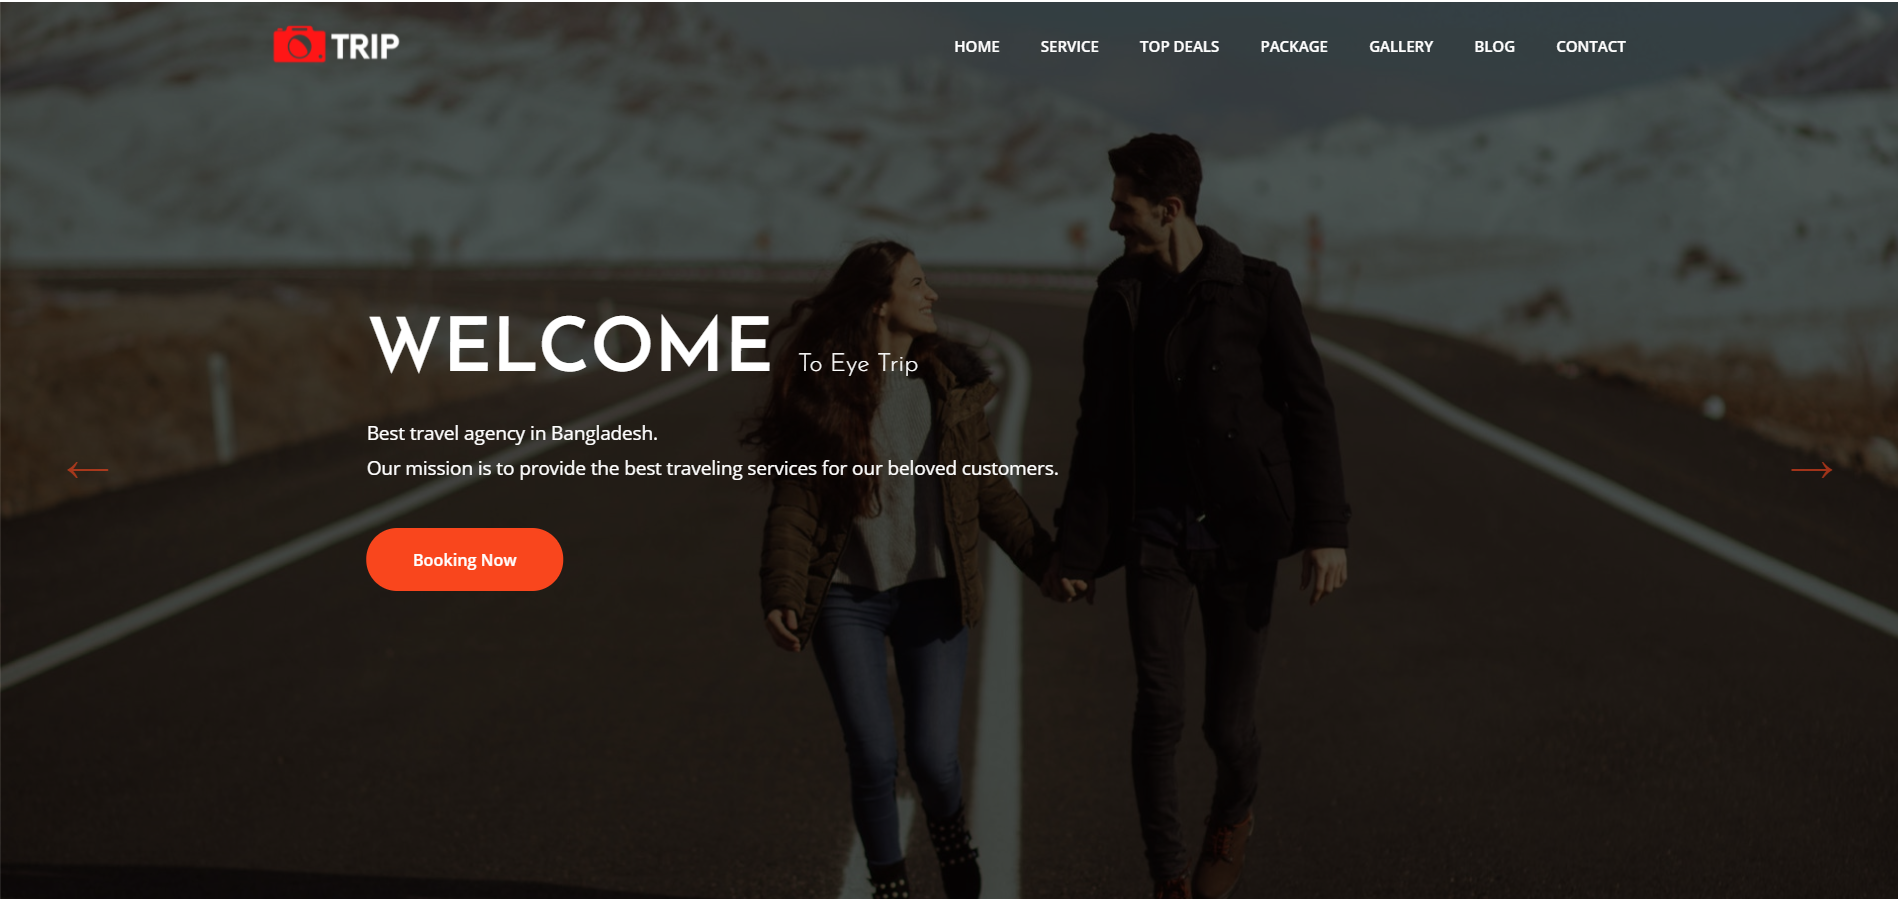 TRIP
HOME SERVICE TOP DEALS PACKAGE GALLERY BLOG CONTACT
WELCOME To Eye Trip
Best travel agency in Bangladesh.
Our mission is to provide the best traveling services for our beloved customers.
Booking Now